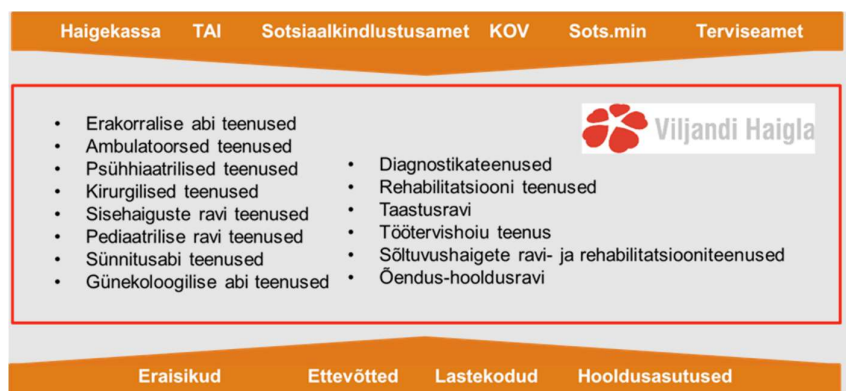 Haigekassa TAI Sotsiaalkindlustusamet KOV Sots.min Terviseamet
Viljandi Haigla
• Erakorralise abi teenused
• Ambulatoorsed teenused
• Psühhiaatrilised teenused
• Kirurgilised teenused
• Sisehaiguste ravi teenused
• Pediaatrilise ravi teenused
• Sünnitusabi teenused
• Günekoloogilise abi teenused
• Diagnostikateenused
• Rehabilitatsiooni teenused
• Taastusravi
• Töötervishoiu teenus
• Sõltuvushaigete ravi- ja rehabilitatsiooniteenused
• Õendus-hooldusravi
Eraisikud Ettevõtted Lastekodud Hooldusasutused